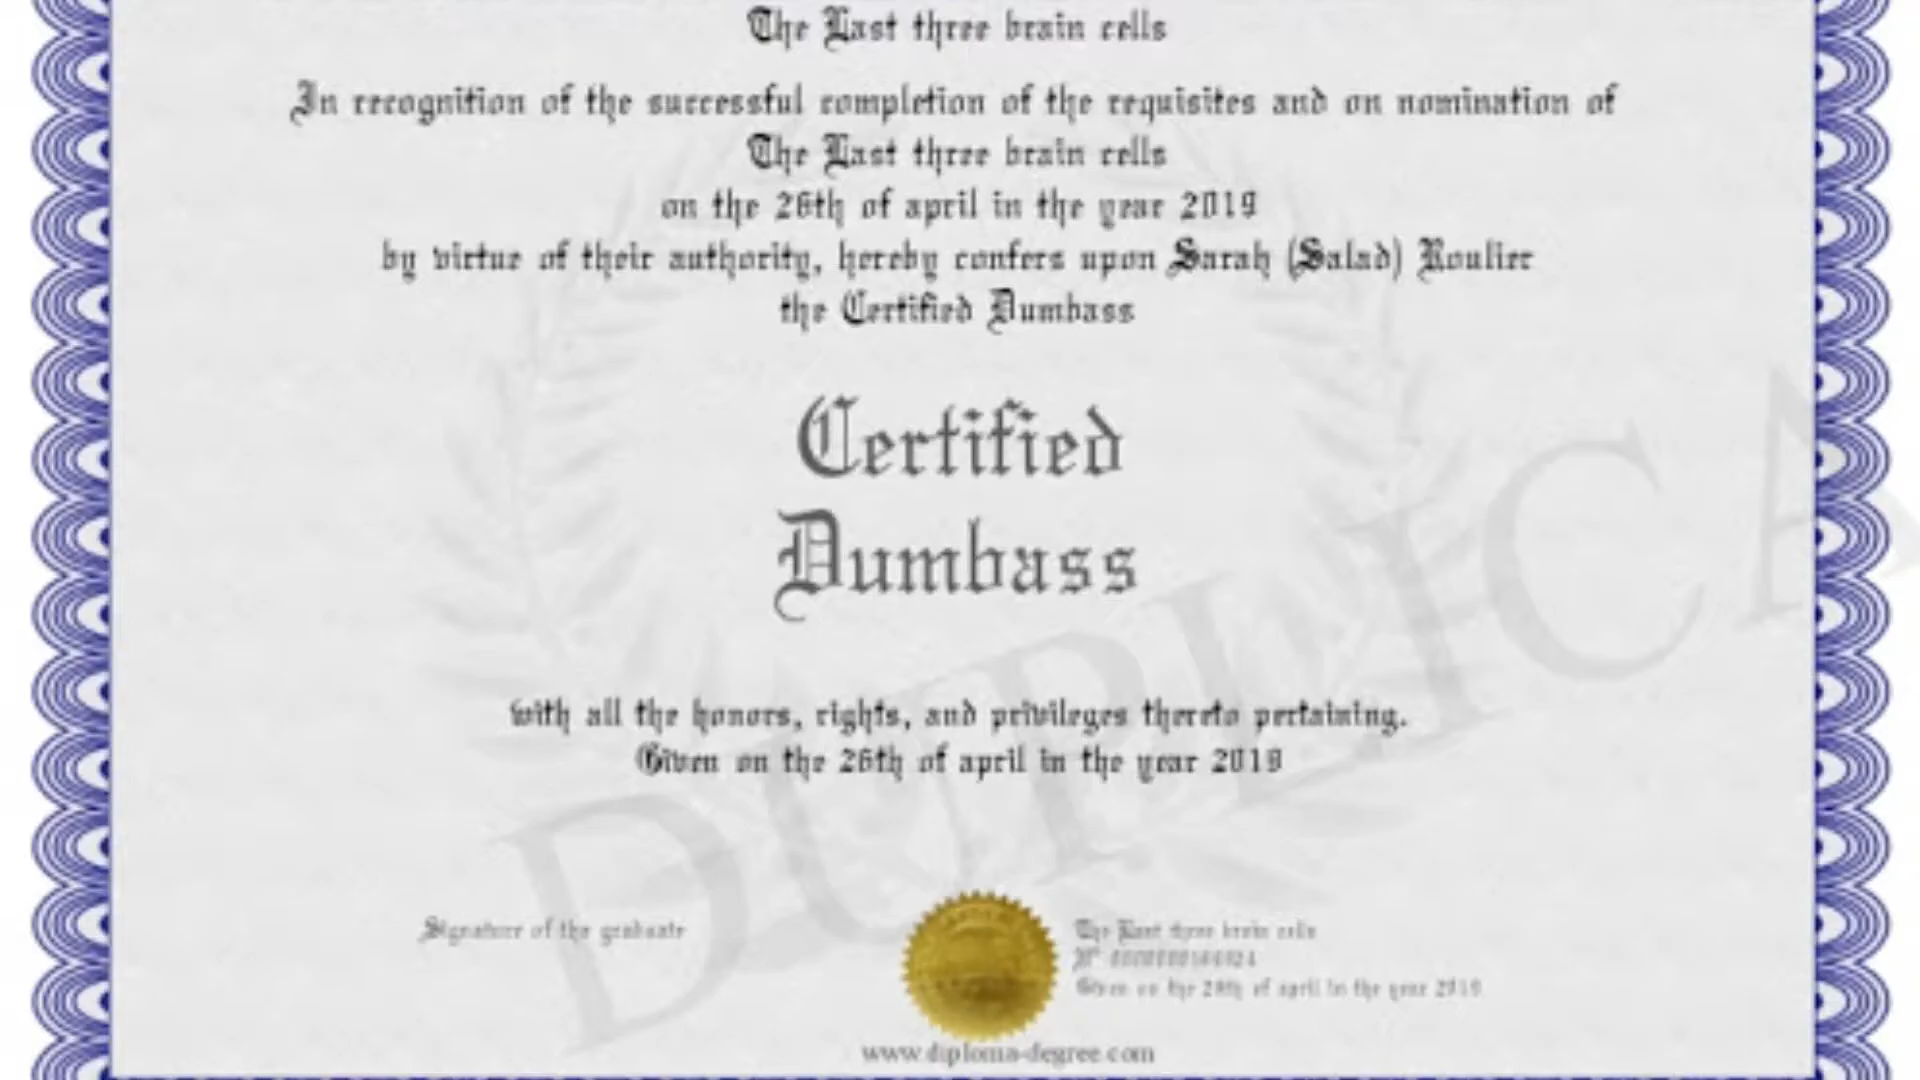 The Last three brain cells
In recognition of the successful completion of the requisites and on nomination of
The Last three brain cells
on the 26th of april in the year 2019
by virtue of their authority, hereby confers upon Sarah (Salad) Roulier
the Certified Dumbass
Certified
Dumbass
with all the honors, rights, and privileges thereto pertaining.
Given on the 26th of april in the year 2019
DUPLICA
Signature of the graduate
The Last three brain cells
Given on the 26th of april in the year 2019
www.diploma-degree.com